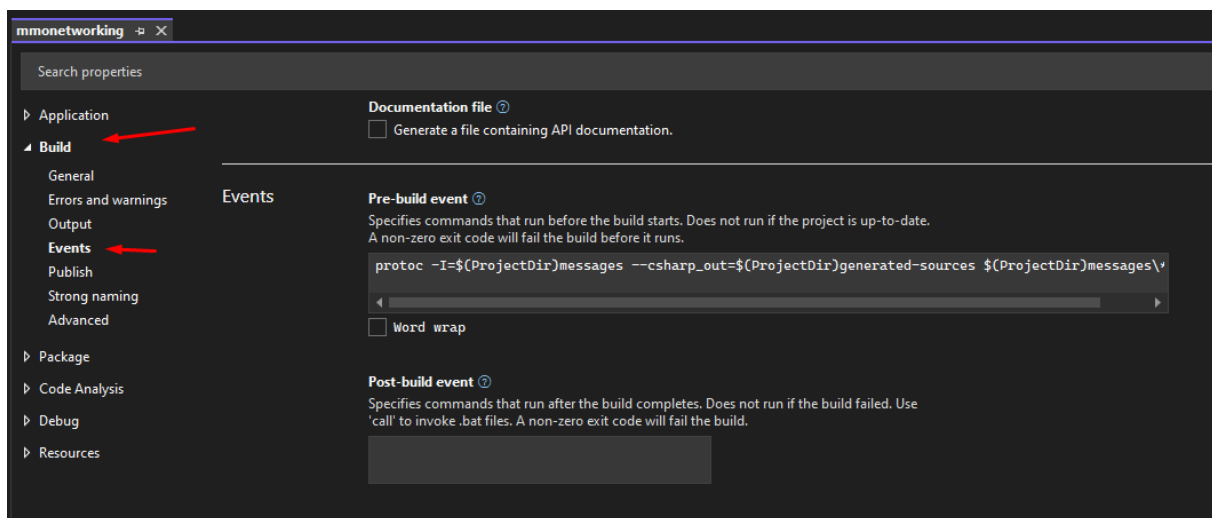 mmonetworking
Search properties
Application
Build
General
Errors and warnings
Output
Events
Publish
Strong naming
Advanced
Package
Code Analysis
Debug
Resources
Documentation file
Generate a file containing API documentation.
Events
Pre-build event
Specifies commands that run before the build starts. Does not run if the project is up-to-date.
A non-zero exit code will fail the build before it runs.
protoc -I=$(ProjectDir)messages --csharp_out=$(ProjectDir)generated-sources $(ProjectDir)messages\*
Word wrap
Post-build event
Specifies commands that run after the build completes. Does not run if the build failed. Use
'call' to invoke .bat files. A non-zero exit code will fail the build.